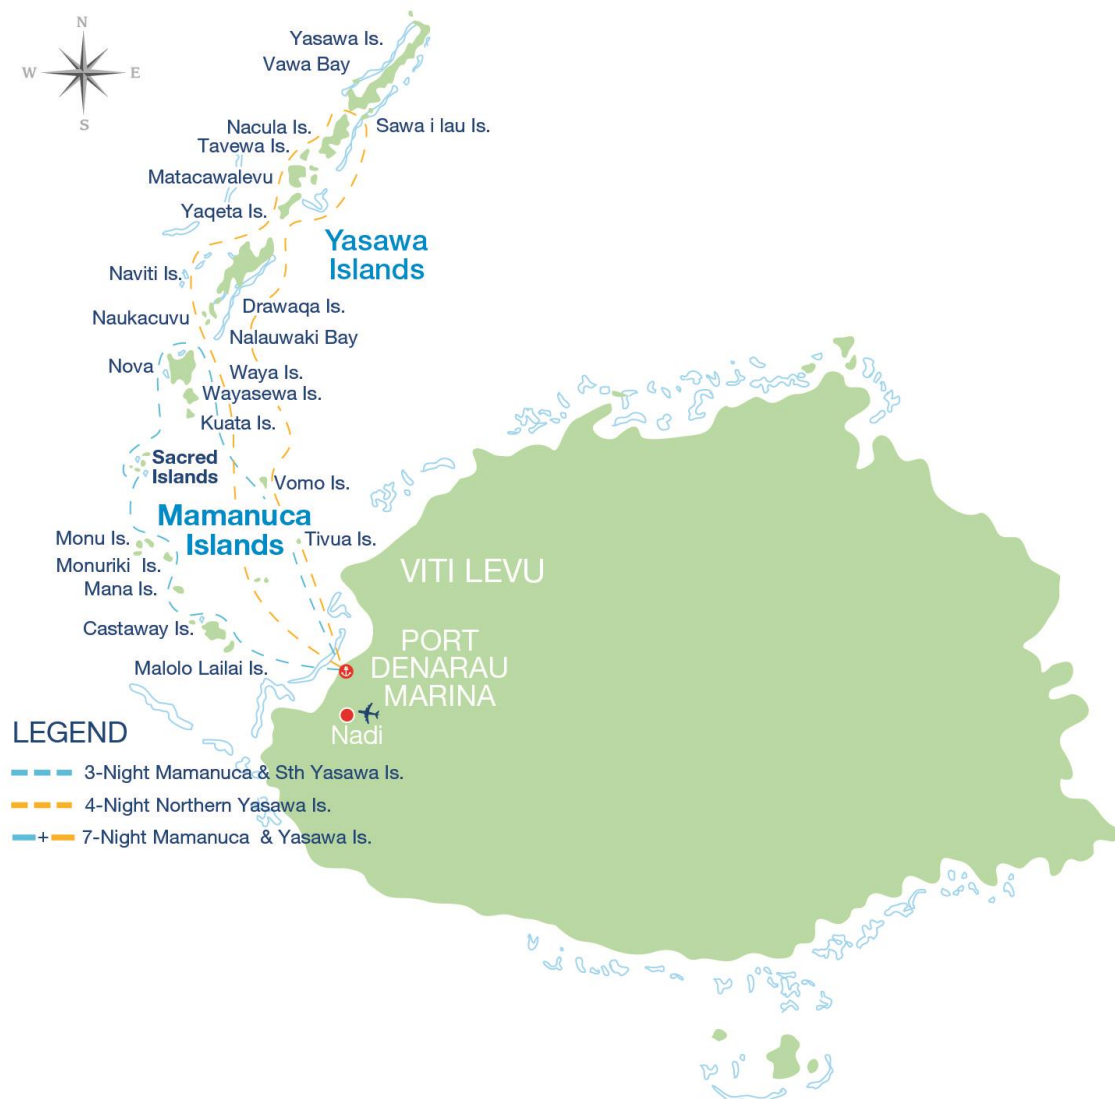 N
W
E
S
Yasawa Is.
Vawa Bay
Nacula Is.
Sawa i lau Is.
Tavewa Is.
Matacawalevu
Yaqeta Is.
Yasawa
Islands
Naviti Is.
Drawaqa Is.
Naukacuvu
Nalauwaki Bay
Nova
Waya Is.
Wayasewa Is.
Kuata Is.
Sacred
Islands
Vomo Is.
Mamanuca
Islands
Monu Is.
Tivua Is.
Monuriki Is.
Mana Is.
VITI LEVU
Castaway Is.
Malolo Lailai Is.
PORT
DENARAU
MARINA
Nadi
LEGEND
3-Night Mamanuca & Sth Yasawa Is.
4-Night Northern Yasawa Is.
+ 7-Night Mamanuca & Yasawa Is.